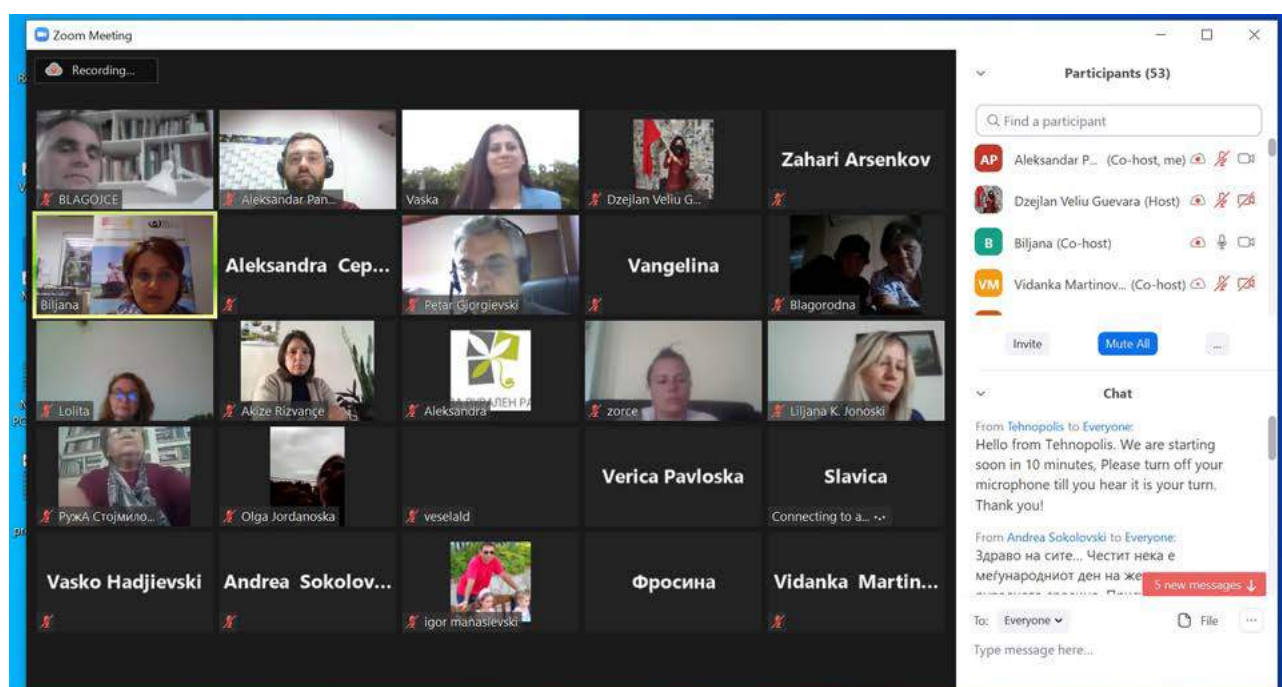 Zoom Meeting
Recording...
BLAGOJCE
Aleksandar Pan...
Vaska
Dzejlan Veliu G...
Zahari Arsenkov
Biljana
Aleksandra Cep...
Petar Gjorgievski
Vangelina
Blagorodna
Lolita
Akize Rizvançe
ЗА РУРАЛЕН РА
Aleksandra
zorce
Liljana K. Jonoski
РужА Стојмило...
Olga Jordanoska
veselald
Verica Pavloska
Slavica
Connecting to a...
Vasko Hadjievski
Andrea Sokolov...
igor manasievski
Фросина
Vidanka Martin...
Participants (53)
Find a participant
AP Aleksandar P... (Co-host, me)
Dzejlan Veliu Guevara (Host)
B Biljana (Co-host)
VM Vidanka Martinov... (Co-host)
Invite
Mute All
...
Chat
From Tehnopolis to Everyone:
Hello from Tehnopolis. We are starting
soon in 10 minutes, Please turn off your
microphone till you hear it is your turn.
Thank you!
From Andrea Sokolovski to Everyone:
Здраво на сите... Честит нека е
меѓународниот ден на же
5 new messages
To: Everyone
File
...
Type message here...